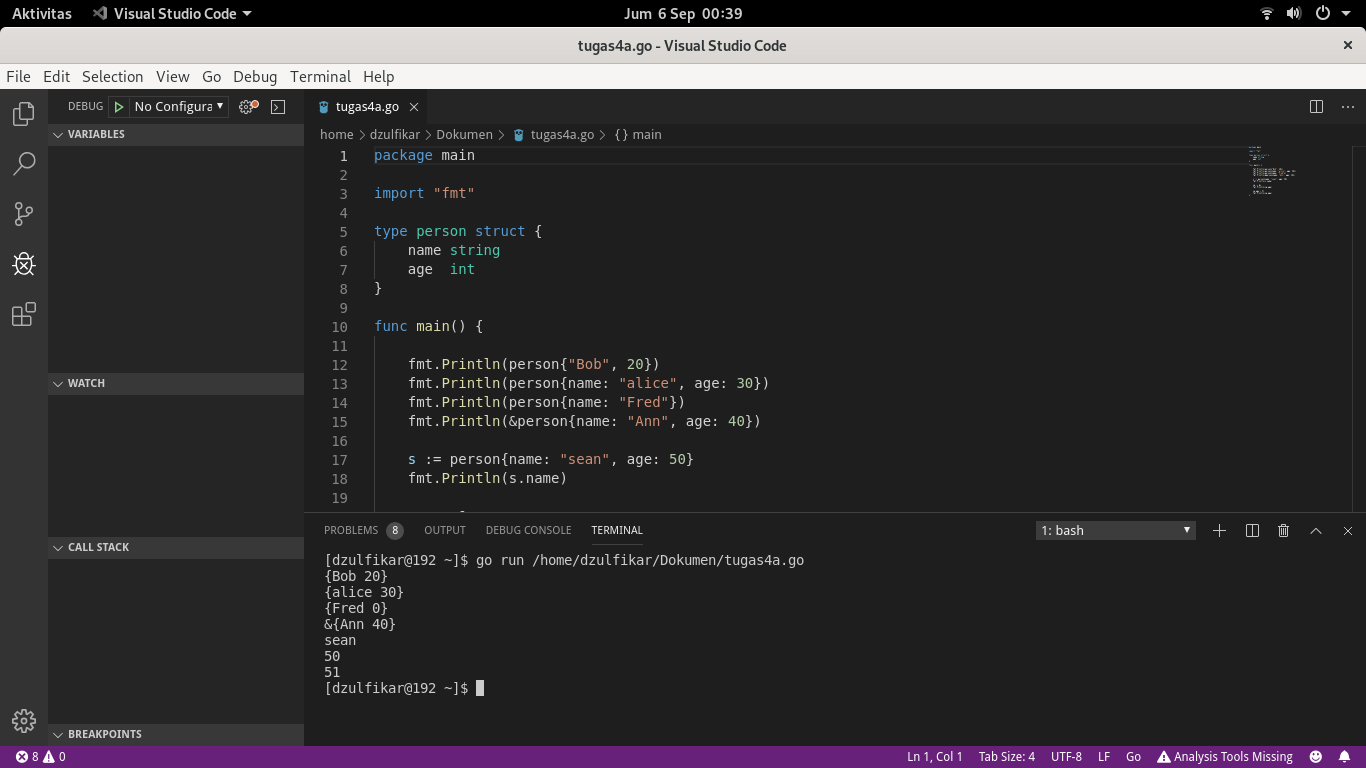 Aktivitas Visual Studio Code Jum 6 Sep 00:39
tugas4a.go - Visual Studio Code
File Edit Selection View Go Debug Terminal Help
DEBUG No Configura
VARIABLES
WATCH
CALL STACK
BREAKPOINTS
tugas4a.go
home > dzulfikar > Dokumen > tugas4a.go > {} main
1 package main
2
3 import "fmt"
4
5 type person struct {
6     name string
7     age  int
8 }
9
10 func main() {
11
12     fmt.Println(person{"Bob", 20})
13     fmt.Println(person{name: "alice", age: 30})
14     fmt.Println(person{name: "Fred"})
15     fmt.Println(&person{name: "Ann", age: 40})
16
17     s := person{name: "sean", age: 50}
18     fmt.Println(s.name)
19
PROBLEMS 8 OUTPUT DEBUG CONSOLE TERMINAL 1: bash
[dzulfikar@192 ~]$ go run /home/dzulfikar/Dokumen/tugas4a.go
{Bob 20}
{alice 30}
{Fred 0}
&{Ann 40}
sean
50
51
[dzulfikar@192 ~]$
8 0 Ln 1, Col 1 Tab Size: 4 UTF-8 LF Go Analysis Tools Missing